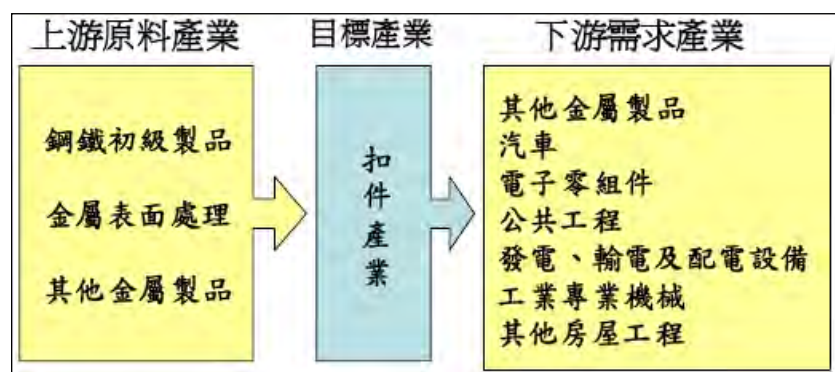 上游原料產業
目標產業
下游需求產業
鋼鐵初級製品
金屬表面處理
其他金屬製品
扣件產業
其他金屬製品
汽車
電子零組件
公共工程
發電、輸電及配電設備
工業專業機械
其他房屋工程